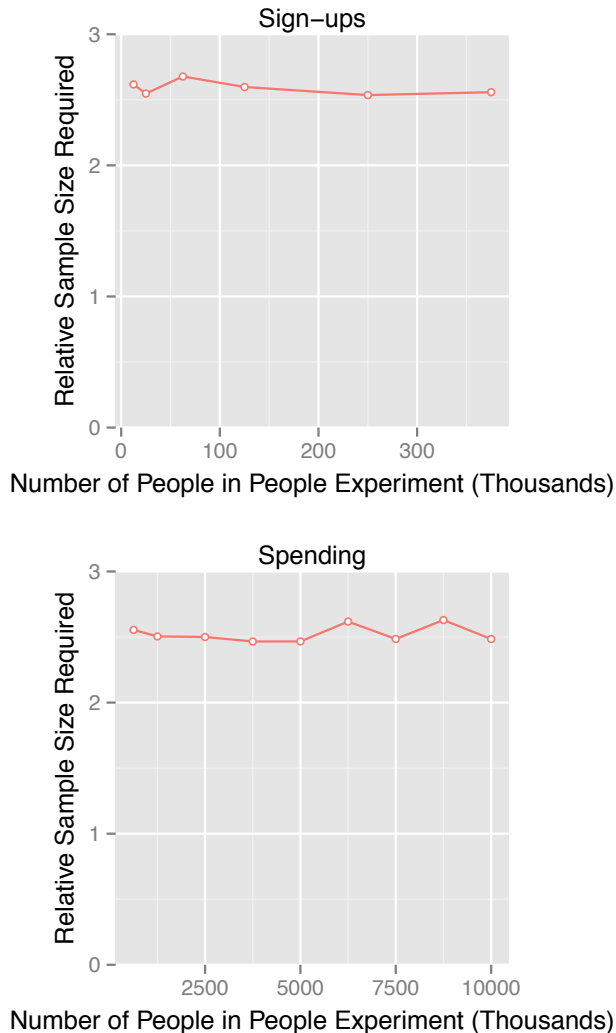 Sign−ups
3
2
1
0
Relative Sample Size Required
0 100 200 300
Number of People in People Experiment (Thousands)
Spending
3
2
1
0
Relative Sample Size Required
2500 5000 7500 10000
Number of People in People Experiment (Thousands)